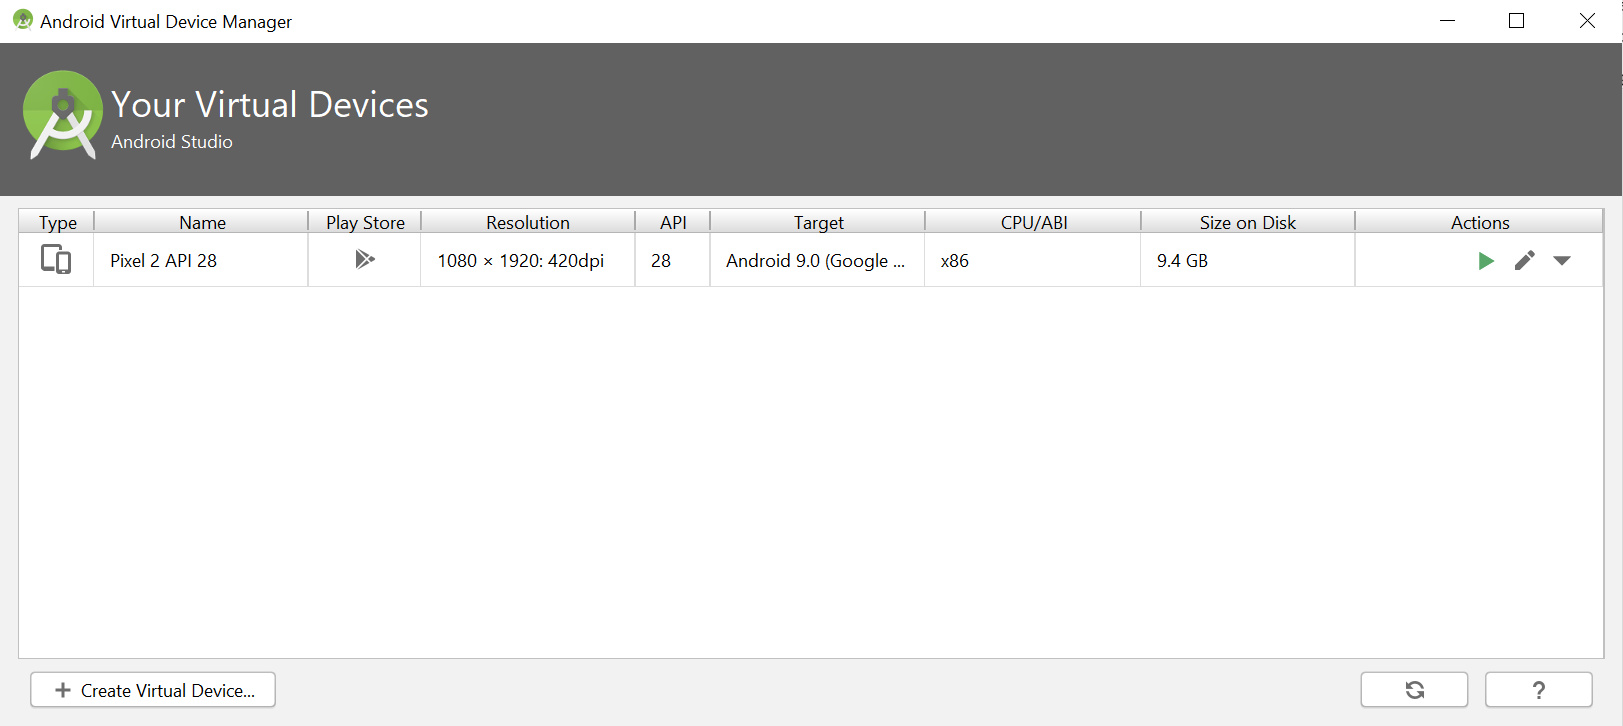 Android Virtual Device Manager
Your Virtual Devices
Android Studio
Type Name Play Store Resolution API Target CPU/ABI Size on Disk Actions
Pixel 2 API 28 1080 × 1920: 420dpi 28 Android 9.0 (Google ... x86 9.4 GB
+ Create Virtual Device... ?